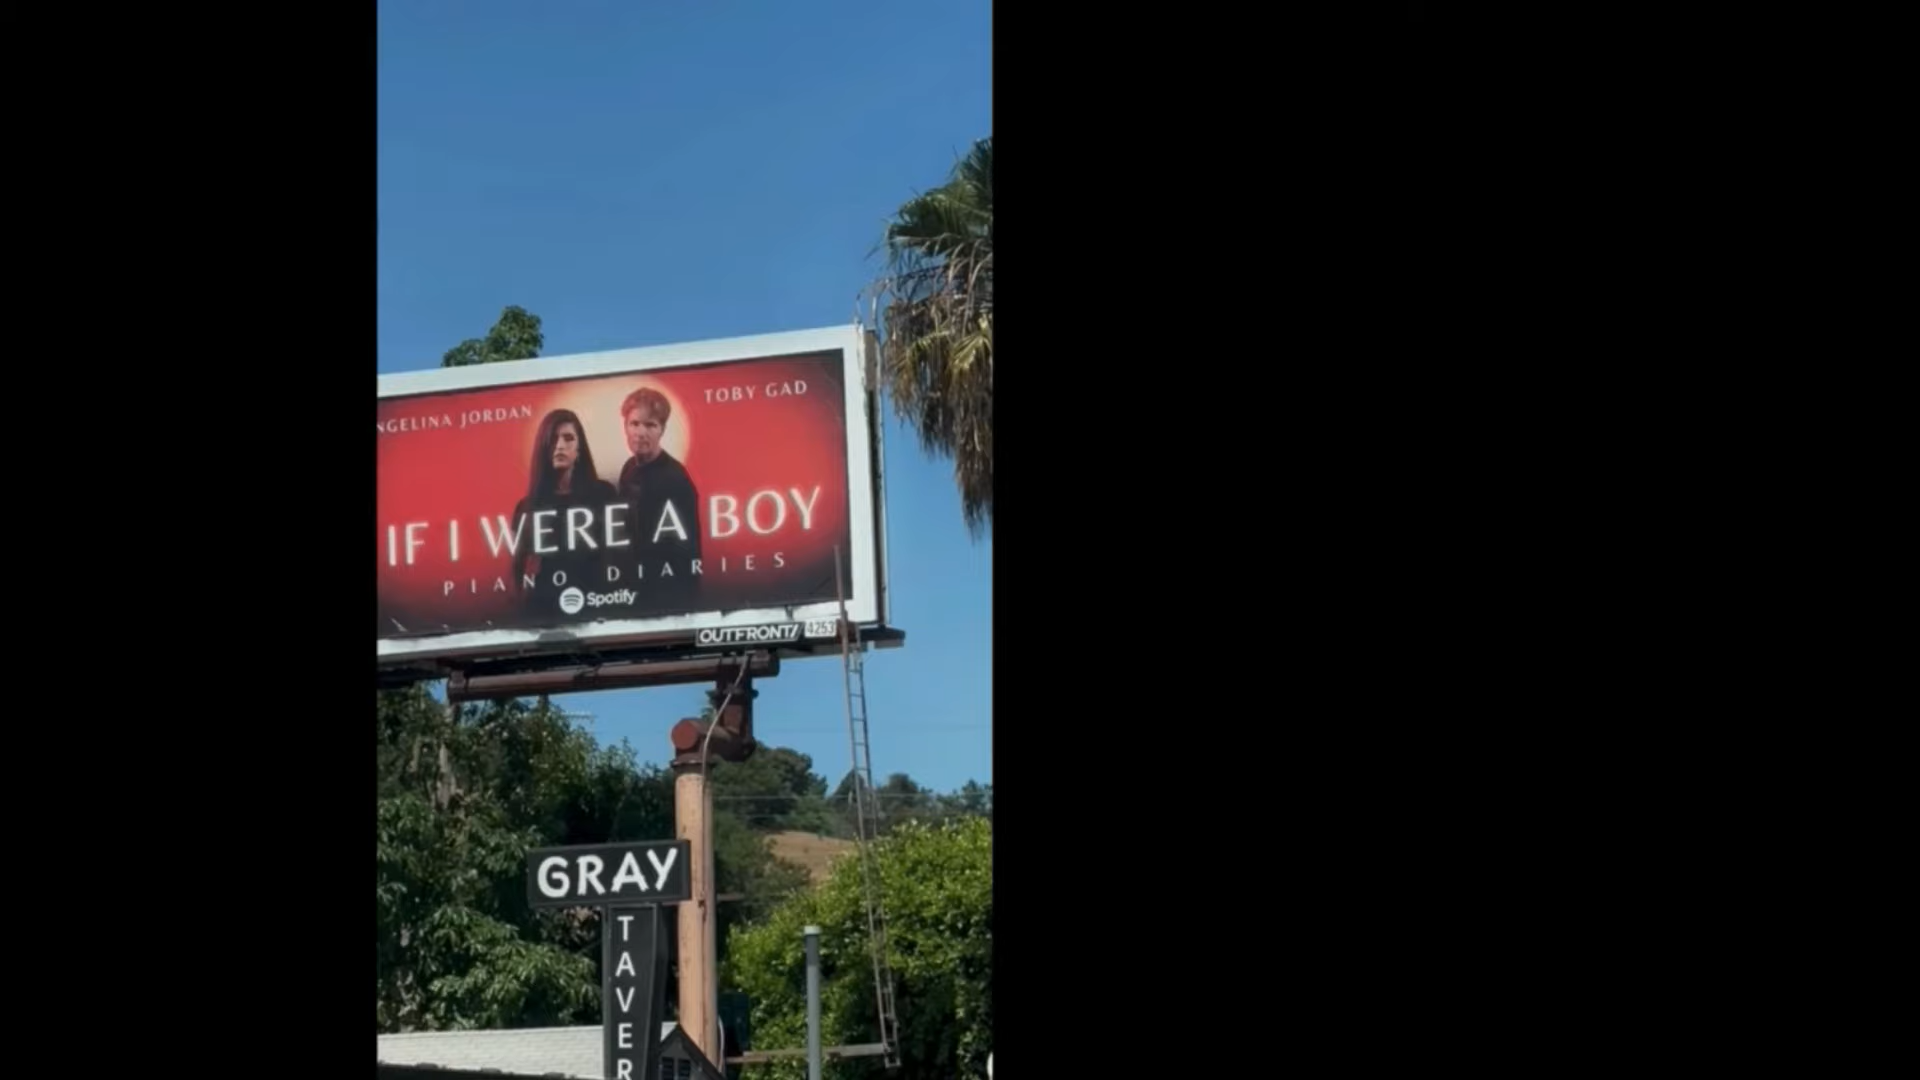 NGELINA JORDAN
TOBY GAD
IF I WERE A BOY
PIANO DIARIES
Spotify
OUTFRONT/ 4253
GRAY
TAVER